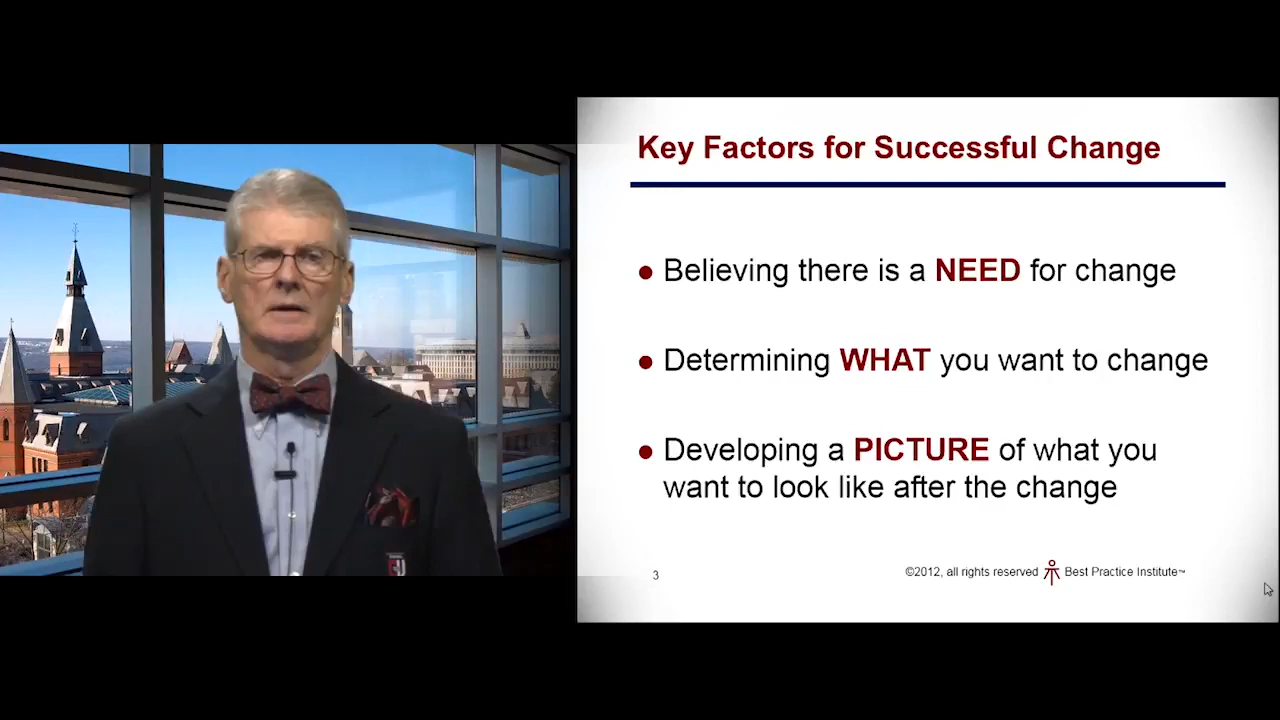 Key Factors for Successful Change
● Believing there is a NEED for change
● Determining WHAT you want to change
● Developing a PICTURE of what you
want to look like after the change
3
©2012, all rights reserved Best Practice Institute™